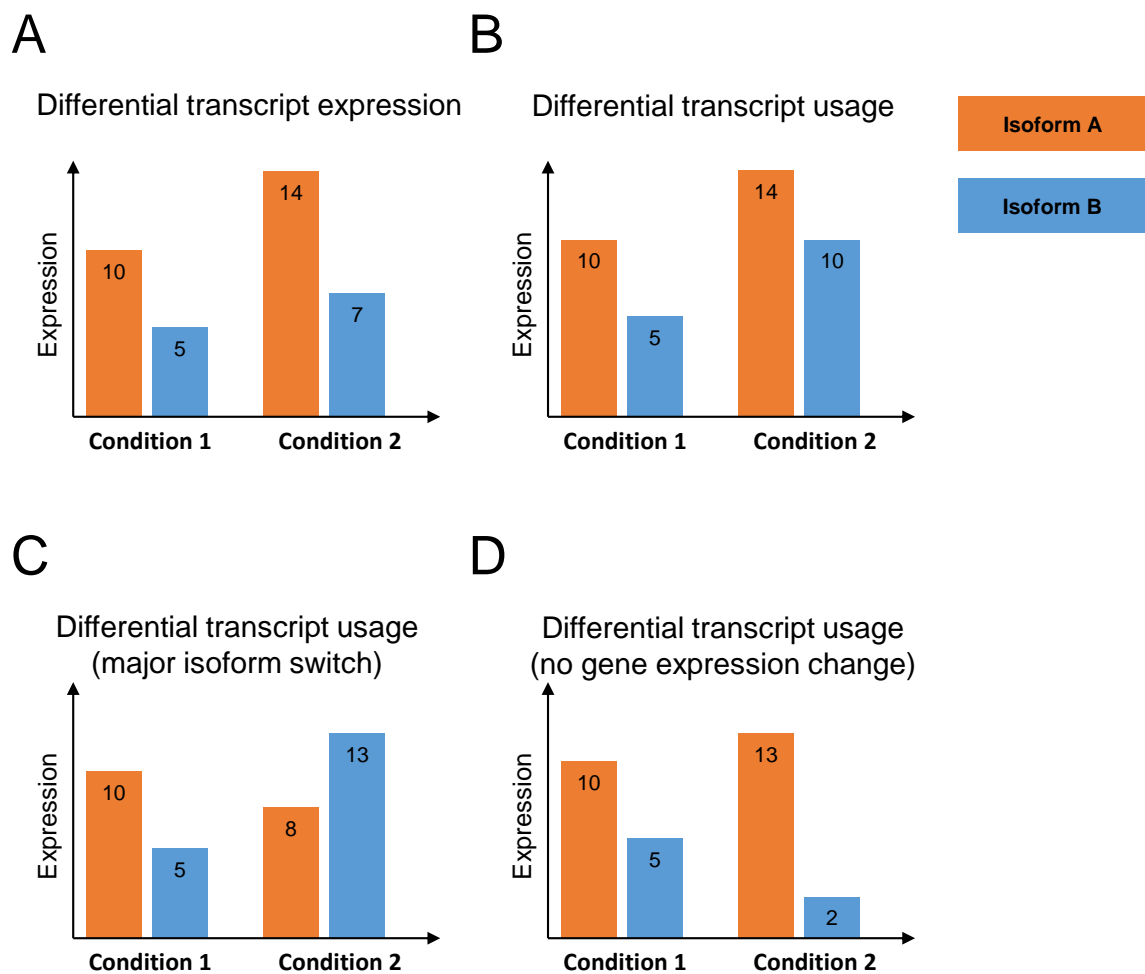 A
Differential transcript expression
Expression
10
5
14
7
Condition 1
Condition 2
B
Differential transcript usage
Expression
10
5
14
10
Condition 1
Condition 2
Isoform A
Isoform B
C
Differential transcript usage
(major isoform switch)
Expression
10
5
8
13
Condition 1
Condition 2
D
Differential transcript usage
(no gene expression change)
Expression
10
5
13
2
Condition 1
Condition 2